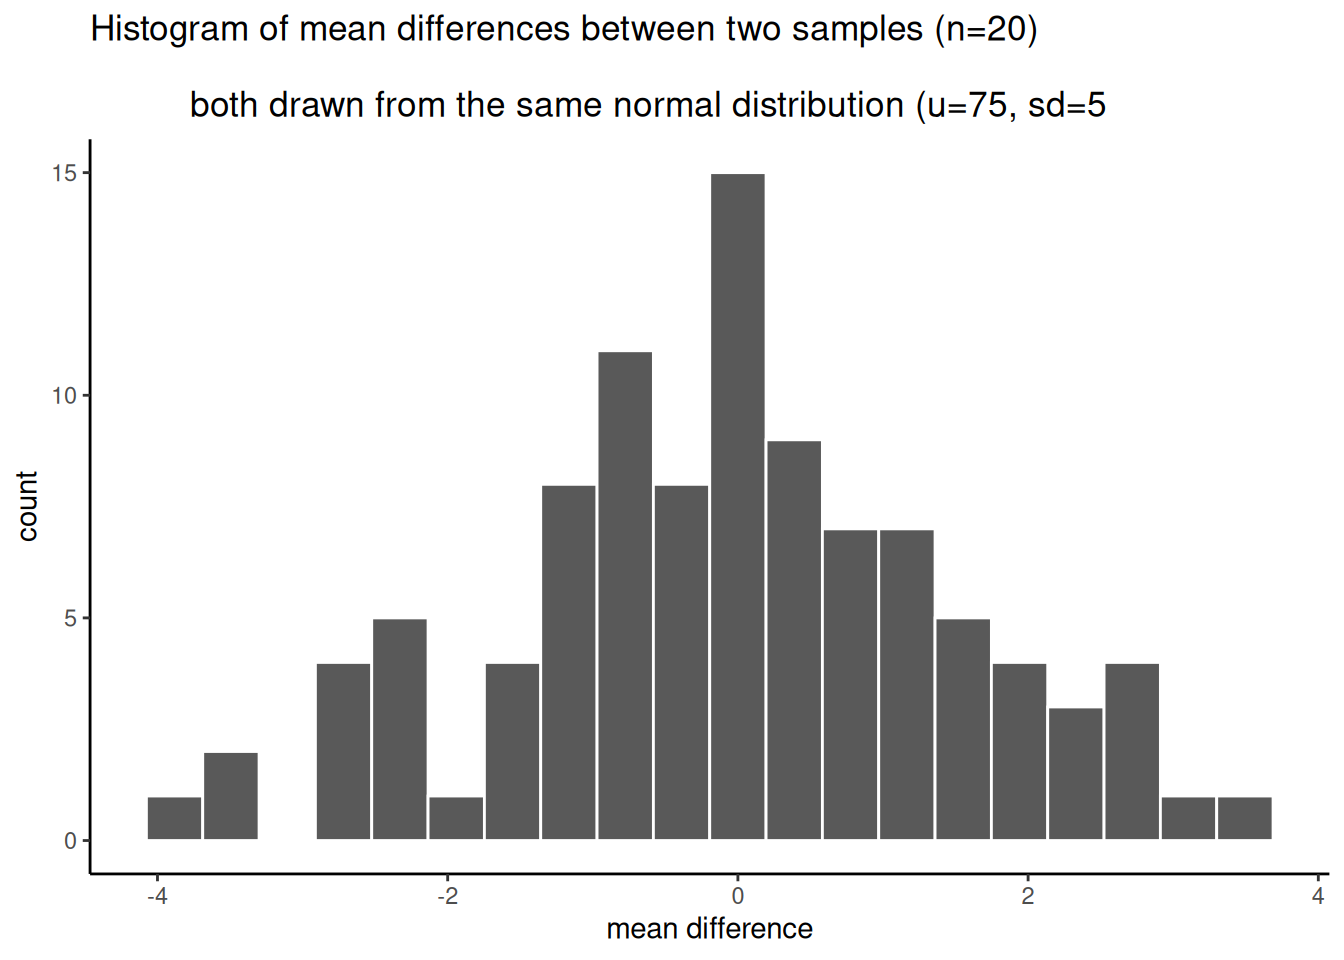 Histogram of mean differences between two samples (n=20)
both drawn from the same normal distribution (u=75, sd=5
15
10
5
0
count
-4 -2 0 2 4
mean difference